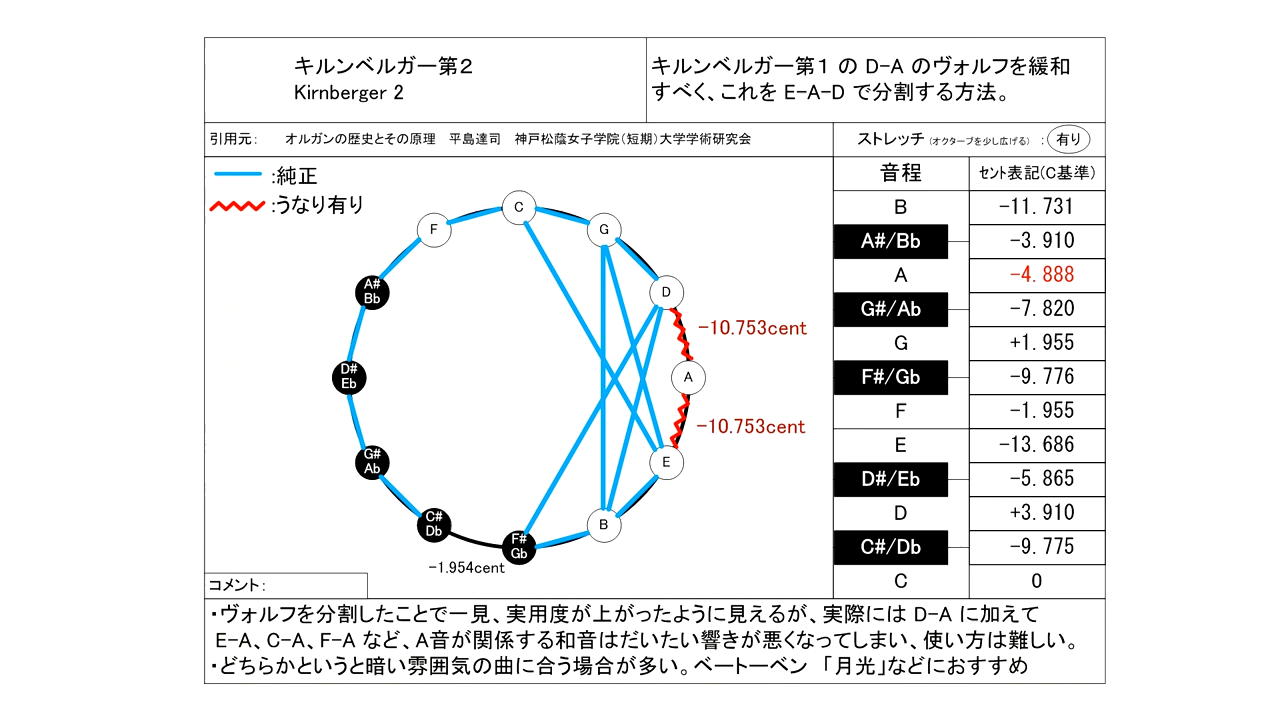 キルンベルガー第２
Kirnberger 2
キルンベルガー第１ の D-A のヴォルフを緩和
すべく、これを E-A-D で分割する方法。
引用元： オルガンの歴史とその原理 平島達司 神戸松蔭女子学院（短期）大学学術研究会
ストレッチ（オクターブを少し広げる）：有り
:純正
:うなり有り
C
G
D
A
E
B
F#
Gb
C#
Db
G#
Ab
D#
Eb
A#
Bb
F
-10.753cent
-10.753cent
-1.954cent
音程 ｾﾝﾄ表記(C基準)
B -11.731
A#/Bb -3.910
A -4.888
G#/Ab -7.820
G +1.955
F#/Gb -9.776
F -1.955
E -13.686
D#/Eb -5.865
D +3.910
C#/Db -9.775
C 0
コメント：
・ヴォルフを分割したことで一見、実用度が上がったように見えるが、実際には D-A に加えて
E-A、C-A、F-A など、A音が関係する和音はだいたい響きが悪くなってしまい、使い方は難しい。
・どちらかというと暗い雰囲気の曲に合う場合が多い。ベートーベン 「月光」などにおすすめ